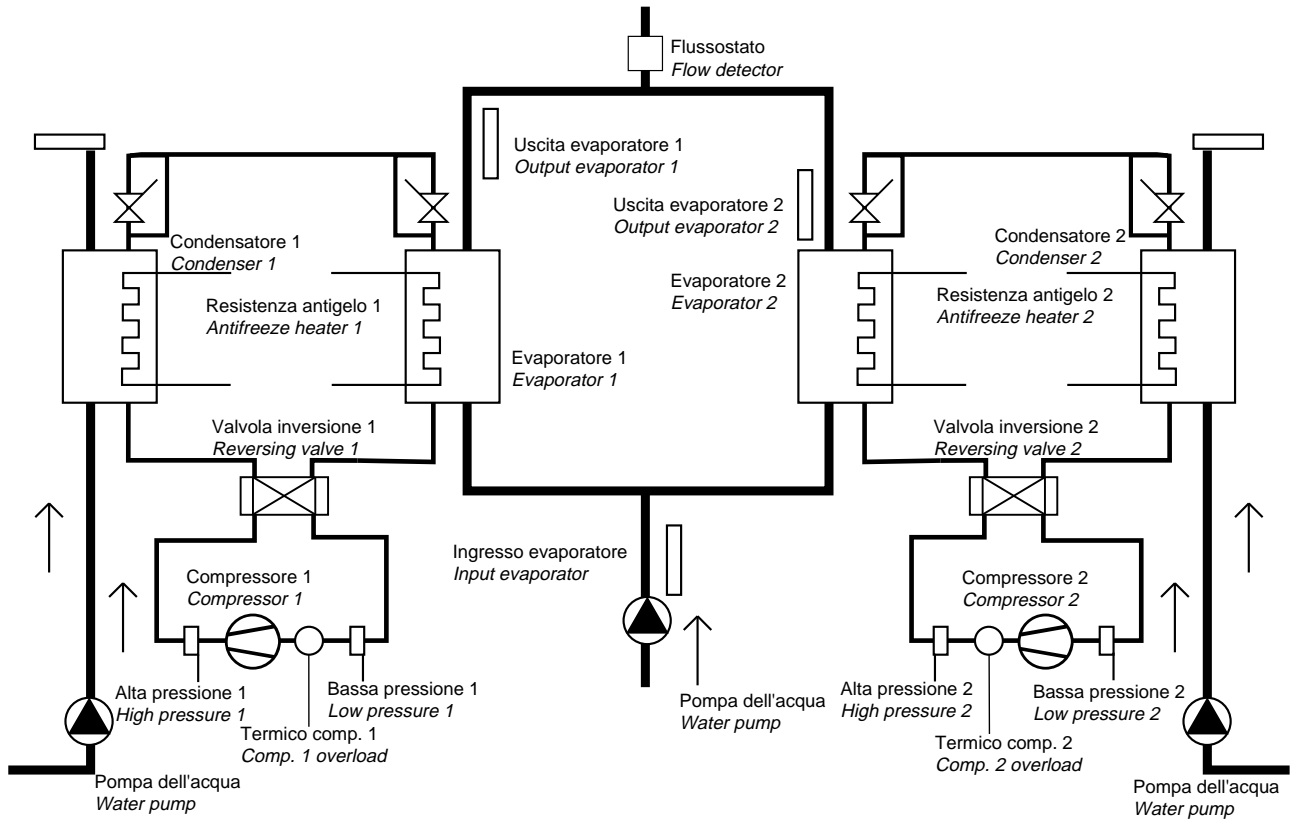 Flussostato
Flow detector
Uscita evaporatore 1
Output evaporator 1
Uscita evaporatore 2
Output evaporator 2
Condensatore 1
Condenser 1
Condensatore 2
Condenser 2
Evaporatore 2
Evaporator 2
Resistenza antigelo 1
Antifreeze heater 1
Resistenza antigelo 2
Antifreeze heater 2
Evaporatore 1
Evaporator 1
Valvola inversione 1
Reversing valve 1
Valvola inversione 2
Reversing valve 2
Ingresso evaporatore
Input evaporator
Compressore 1
Compressor 1
Compressore 2
Compressor 2
Alta pressione 1
High pressure 1
Bassa pressione 1
Low pressure 1
Pompa dell'acqua
Water pump
Alta pressione 2
High pressure 2
Bassa pressione 2
Low pressure 2
Termico comp. 1
Comp. 1 overload
Termico comp. 2
Comp. 2 overload
Pompa dell'acqua
Water pump
Pompa dell'acqua
Water pump